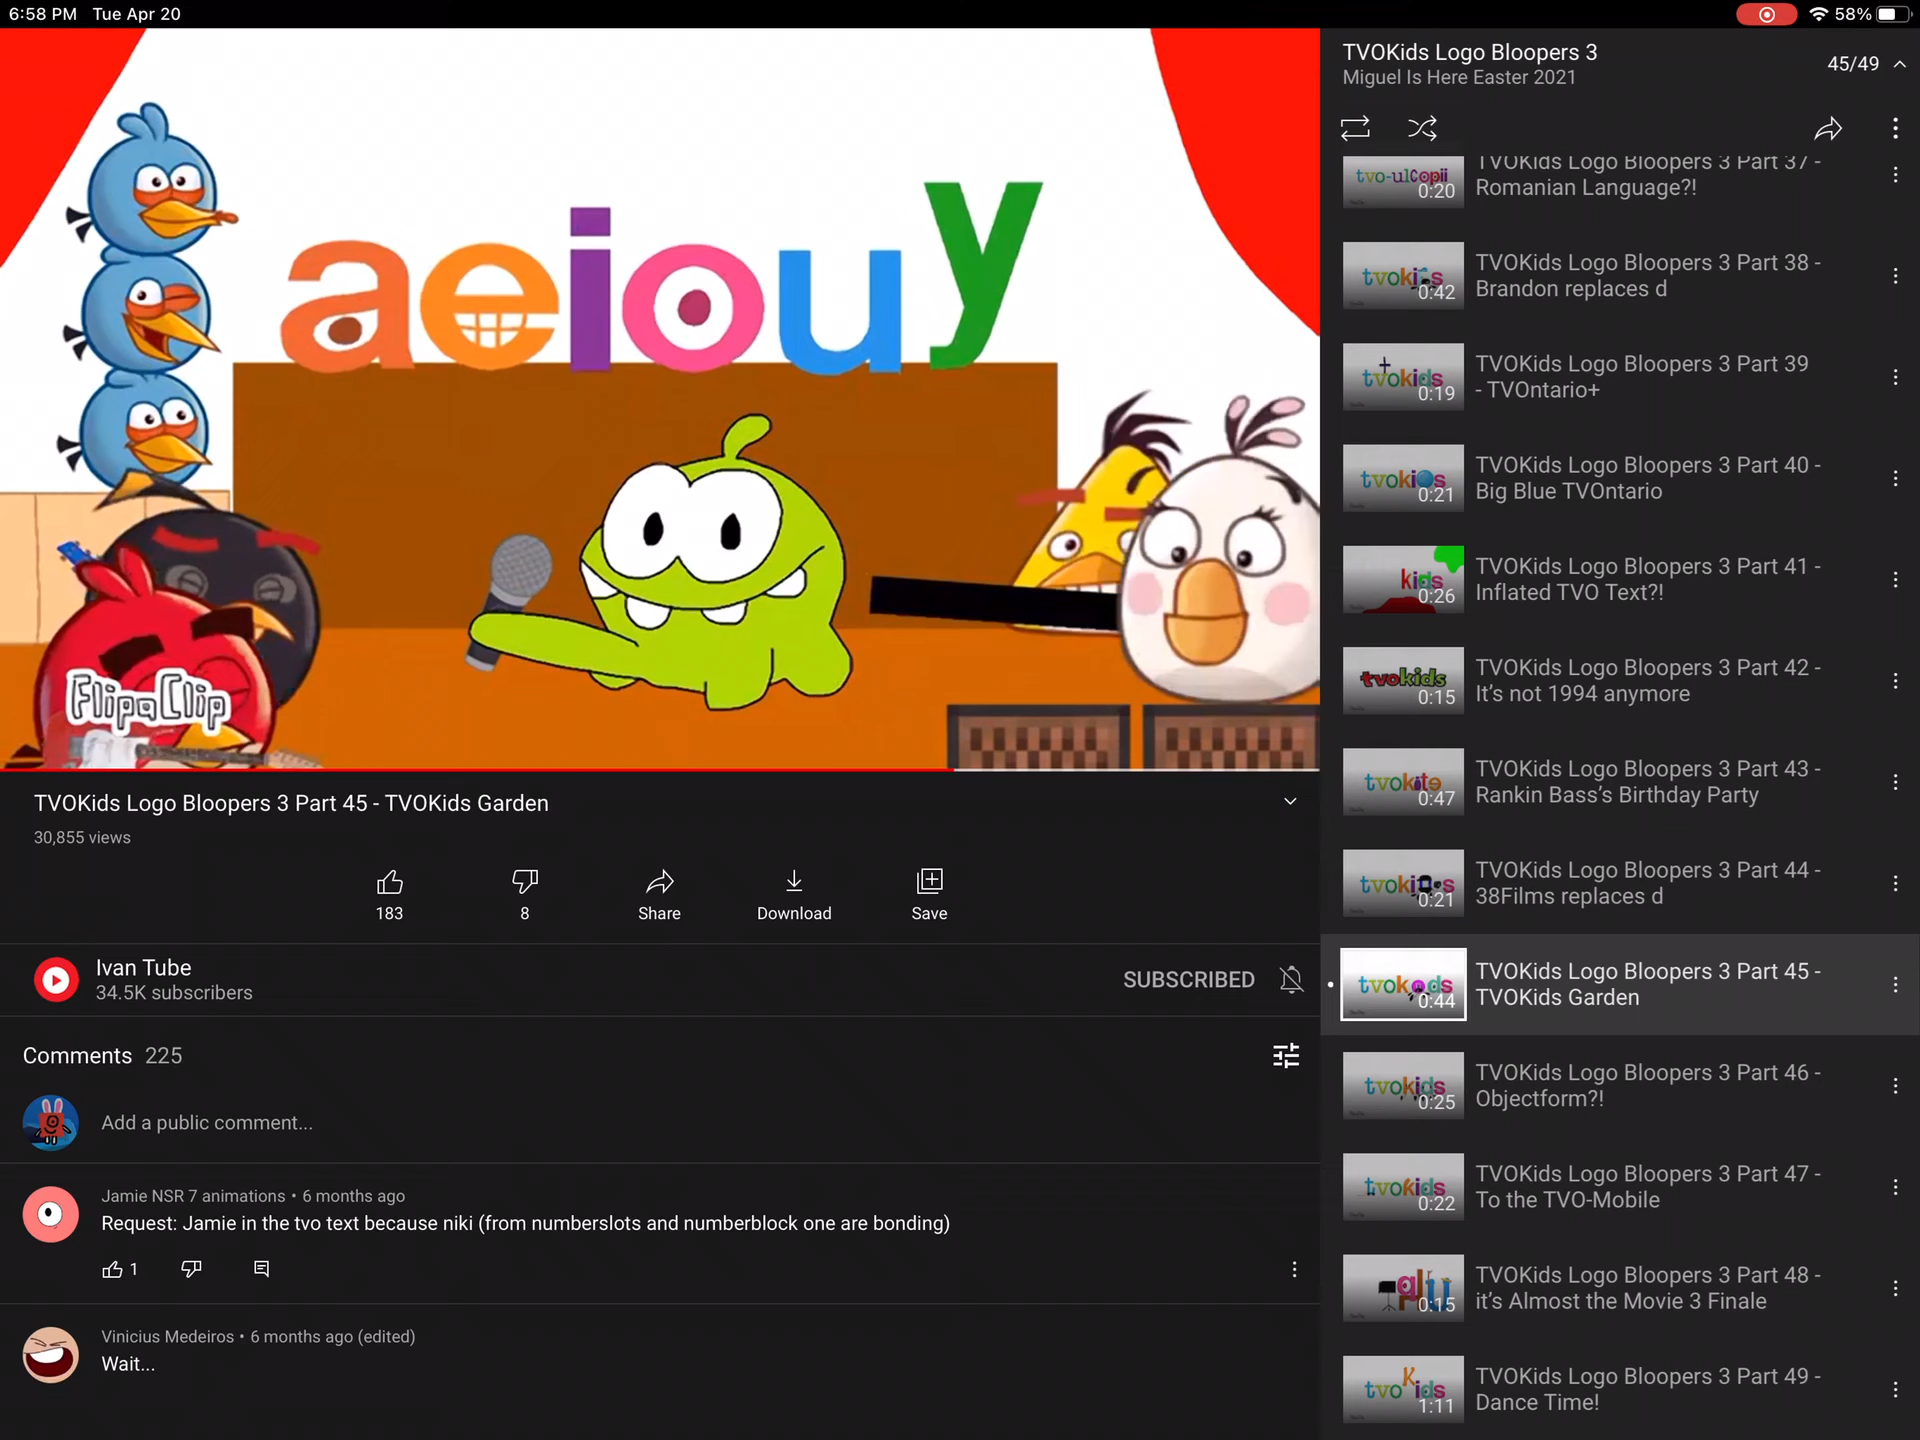 6:58 PM Tue Apr 20
58%
aeiouy
FlipaClip
TVOKids Logo Bloopers 3 Part 45 - TVOKids Garden
30,855 views
183
8
Share
Download
Save
Ivan Tube
34.5K subscribers
SUBSCRIBED
Comments 225
Add a public comment...
Jamie NSR 7 animations • 6 months ago
Request: Jamie in the tvo text because niki (from numberslots and numberblock one are bonding)
1
Vinicius Medeiros • 6 months ago (edited)
Wait...
TVOKids Logo Bloopers 3
Miguel Is Here Easter 2021
45/49
tvo-ulcopii
0:20
TVOKids Logo Bloopers 3 Part 37 -
Romanian Language?!
0:42
TVOKids Logo Bloopers 3 Part 38 -
Brandon replaces d
tvokids
0:19
TVOKids Logo Bloopers 3 Part 39
- TVOntario+
0:21
TVOKids Logo Bloopers 3 Part 40 -
Big Blue TVOntario
kids
0:26
TVOKids Logo Bloopers 3 Part 41 -
Inflated TVO Text?!
tvokids
0:15
TVOKids Logo Bloopers 3 Part 42 -
It's not 1994 anymore
0:47
TVOKids Logo Bloopers 3 Part 43 -
Rankin Bass's Birthday Party
0:21
TVOKids Logo Bloopers 3 Part 44 -
38Films replaces d
0:44
TVOKids Logo Bloopers 3 Part 45 -
TVOKids Garden
tvokids
0:25
TVOKids Logo Bloopers 3 Part 46 -
Objectform?!
tvokids
0:22
TVOKids Logo Bloopers 3 Part 47 -
To the TVO-Mobile
0:15
TVOKids Logo Bloopers 3 Part 48 -
it's Almost the Movie 3 Finale
tvoKids
1:11
TVOKids Logo Bloopers 3 Part 49 -
Dance Time!